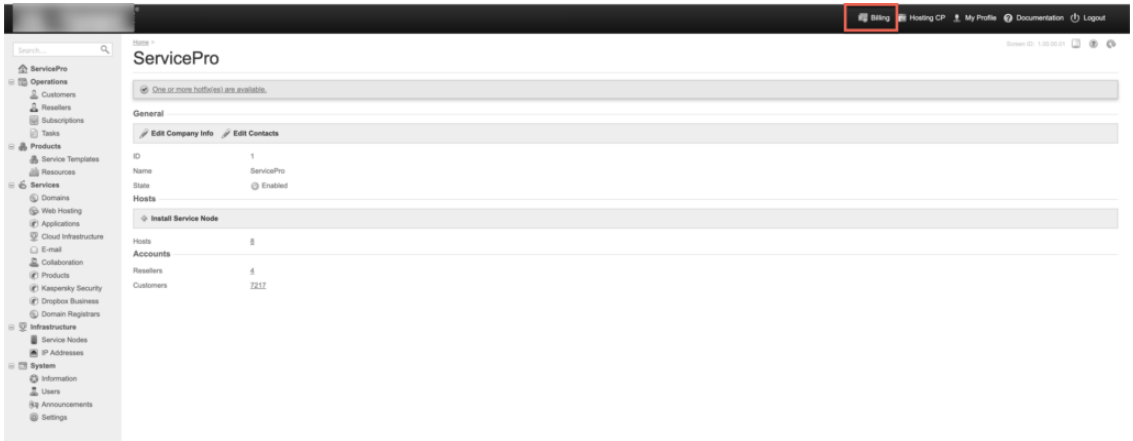 Billing Hosting CP My Profile Documentation Logout
Search...
ServicePro
Operations
Customers
Resellers
Subscriptions
Tasks
Products
Service Templates
Resources
Services
Domains
Web Hosting
Applications
Cloud Infrastructure
E-mail
Collaboration
Products
Kaspersky Security
Dropbox Business
Domain Registrars
Infrastructure
Service Nodes
IP Addresses
System
Information
Users
Announcements
Settings
Home >
ServicePro
One or more hotfix(es) are available.
General
Edit Company Info Edit Contacts
ID 1
Name ServicePro
State Enabled
Hosts
Install Service Node
Hosts 8
Accounts
Resellers 4
Customers 7217